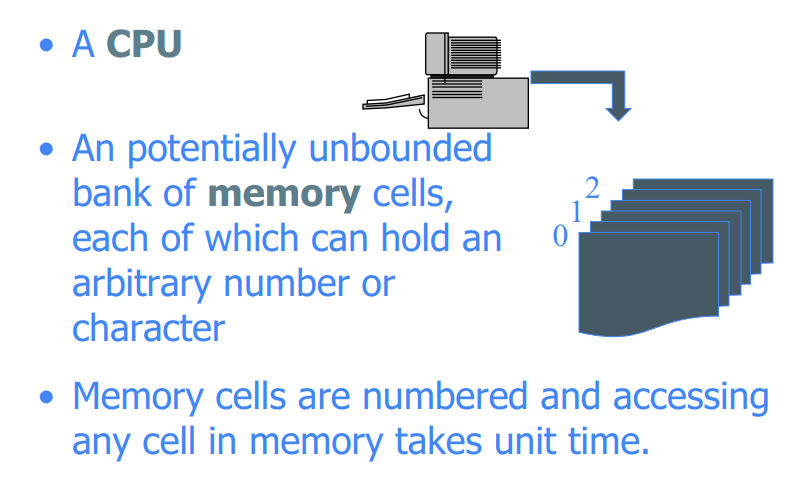 • A CPU
• An potentially unbounded
bank of memory cells,
each of which can hold an
arbitrary number or
character
2
1
0
• Memory cells are numbered and accessing
any cell in memory takes unit time.